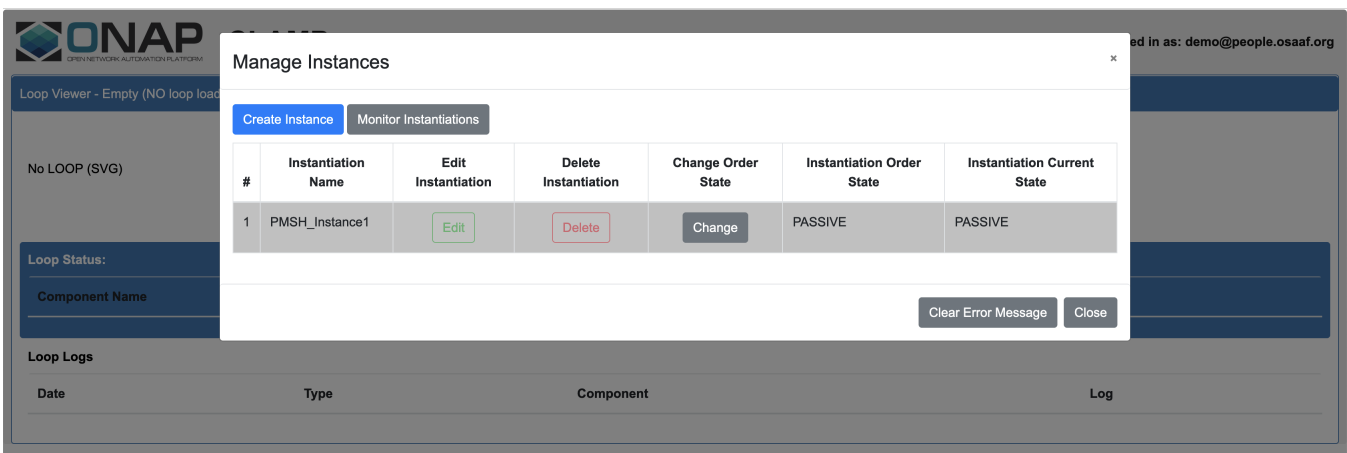 ONAP
OPEN NETWORK AUTOMATION PLATFORM
ed in as: demo@people.osaaf.org
Manage Instances
×
Loop Viewer - Empty (NO loop load
Create Instance Monitor Instantiations
No LOOP (SVG)
# Instantiation Name Edit Instantiation Delete Instantiation Change Order State Instantiation Order State Instantiation Current State
1 PMSH_Instance1 Edit Delete Change PASSIVE PASSIVE
Loop Status:
Component Name
Clear Error Message Close
Loop Logs
Date Type Component Log